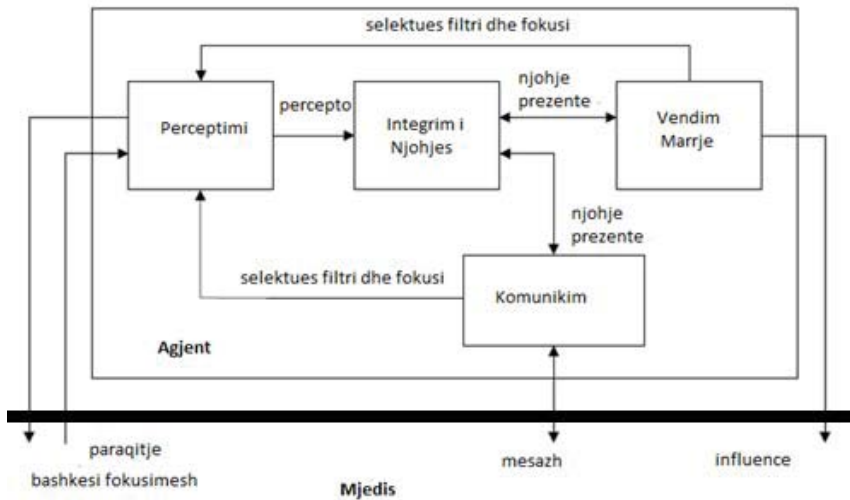 selektues filtri dhe fokusi
Perceptimi
percepto
Integrim i
Njohjes
njohje
prezente
Vendim
Marrje
njohje
prezente
selektues filtri dhe fokusi
Komunikim
Agjent
paraqitje
bashkesi fokusimesh
mesazh
influence
Mjedis